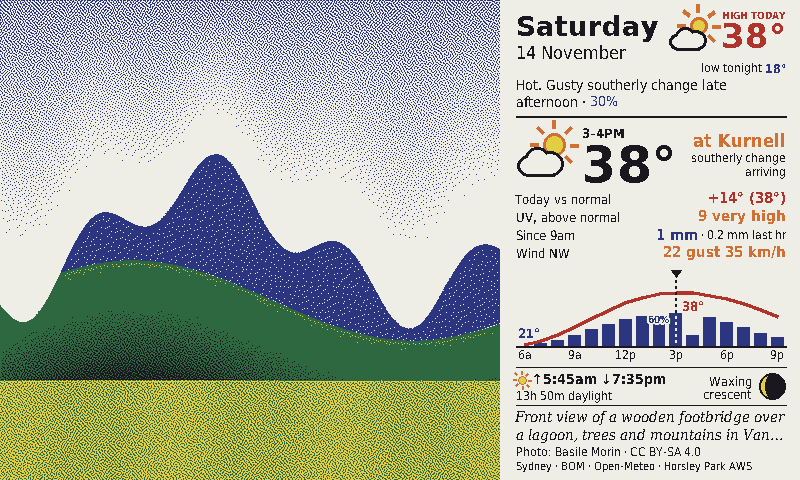 Saturday
14 November
HIGH TODAY
38°
low tonight 18°
Hot. Gusty southerly change late
afternoon · 30%
3-4PM
38°
at Kurnell
southerly change
arriving
Today vs normal +14° (38°)
UV, above normal 9 very high
Since 9am 1 mm · 0.2 mm last hr
Wind NW 22 gust 35 km/h
21°
60%
38°
6a 9a 12p 3p 6p 9p
↑5:45am ↓7:35pm
13h 50m daylight
Waxing
crescent
Front view of a wooden footbridge over
a lagoon, trees and mountains in Van…
Photo: Basile Morin · CC BY-SA 4.0
Sydney · BOM · Open-Meteo · Horsley Park AWS